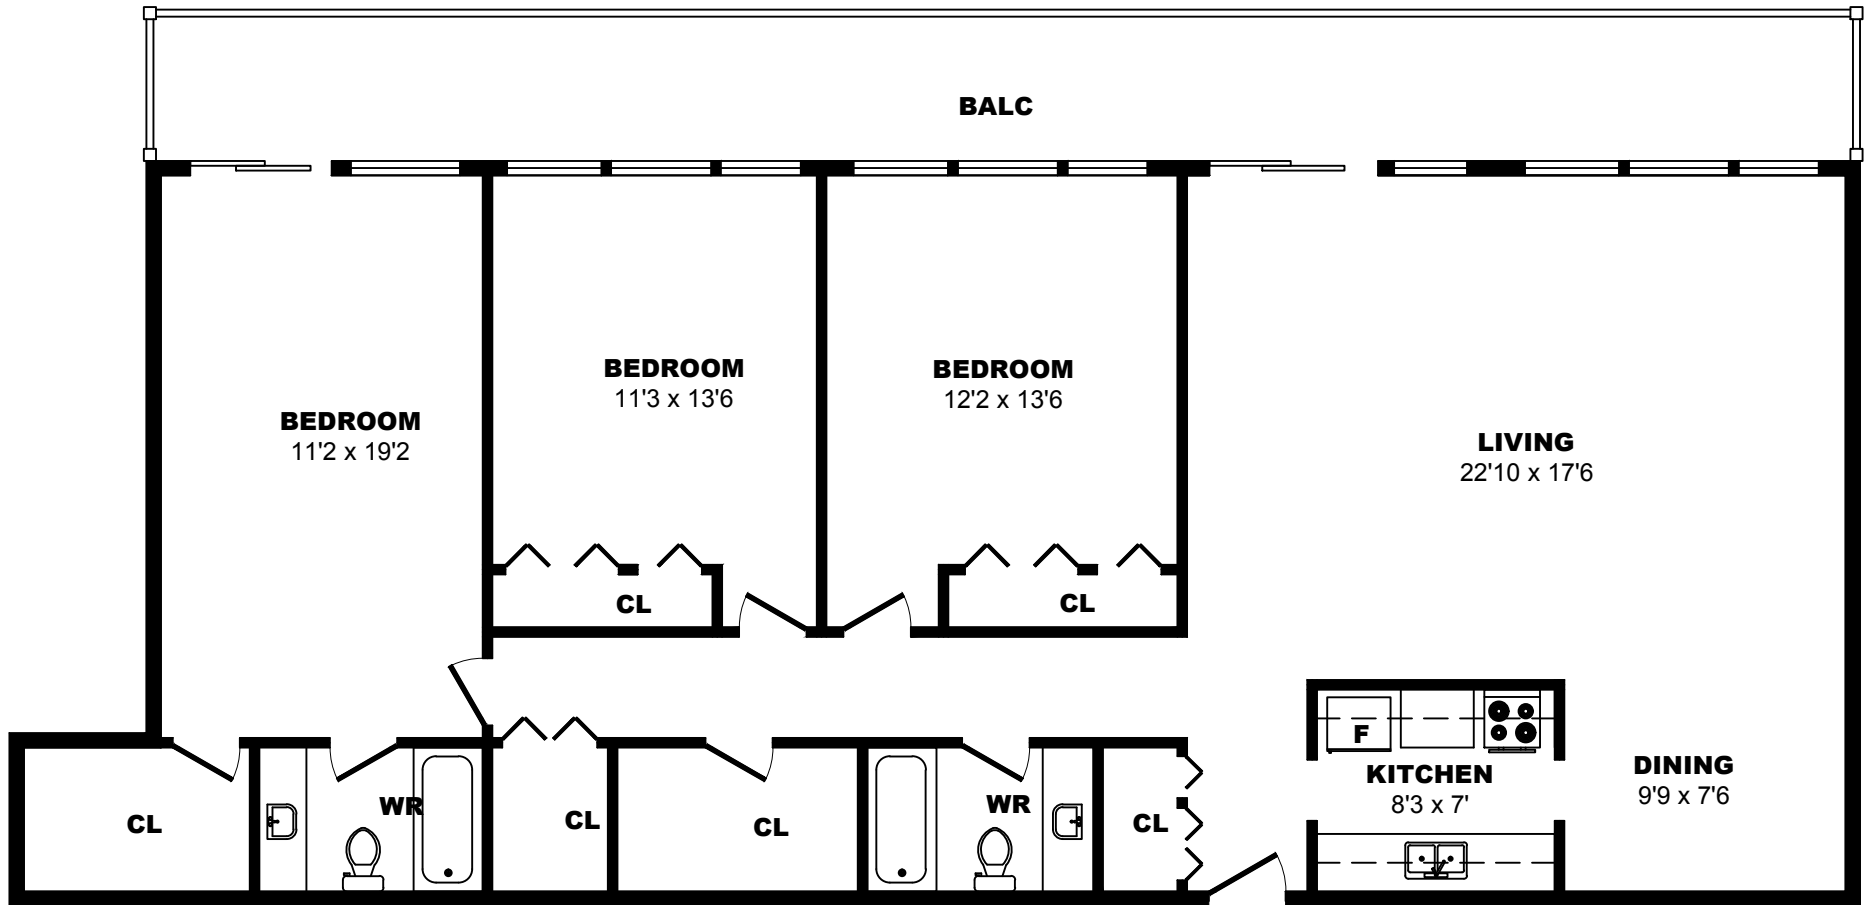 BALC
BEDROOM
11'3 x 13'6
BEDROOM
12'2 x 13'6
BEDROOM
11'2 x 19'2
LIVING
22'10 x 17'6
CL
CL
F
KITCHEN
8'3 x 7'
DINING
9'9 x 7'6
CL
WR
CL
CL
WR
CL